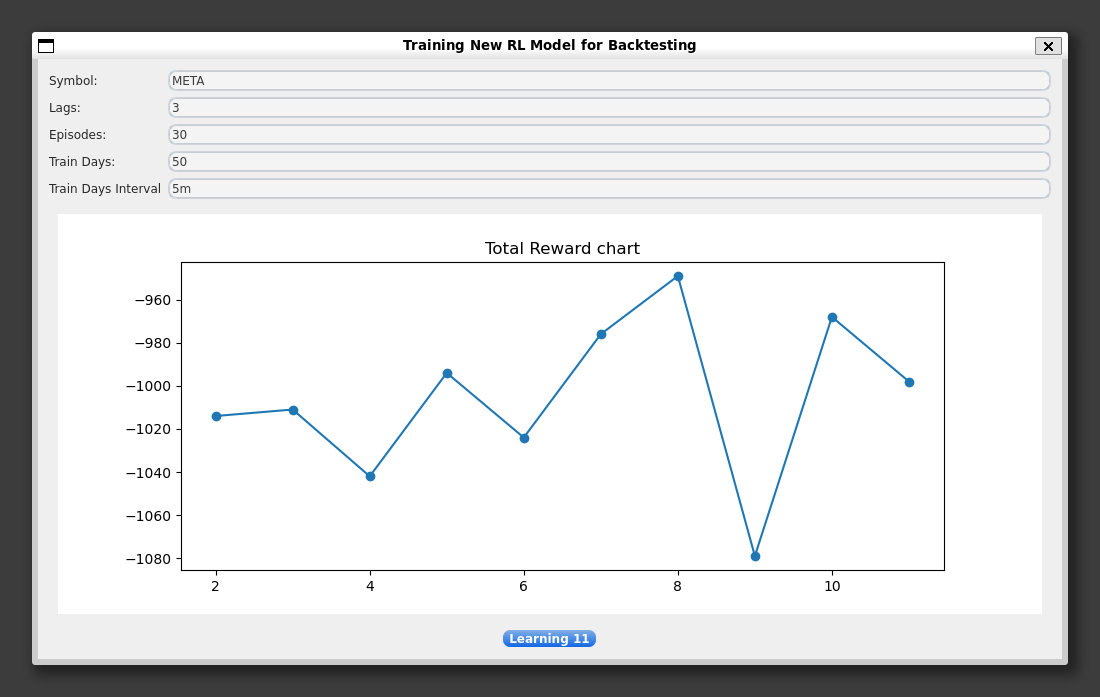 Training New RL Model for Backtesting
Symbol: META
Lags: 3
Episodes: 30
Train Days: 50
Train Days Interval 5m
Total Reward chart
−960
−980
−1000
−1020
−1040
−1060
−1080
2 4 6 8 10
Learning 11